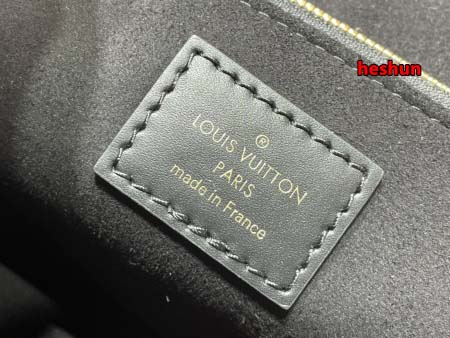 heshun
®
LOUIS VUITTON
PARIS
made in France